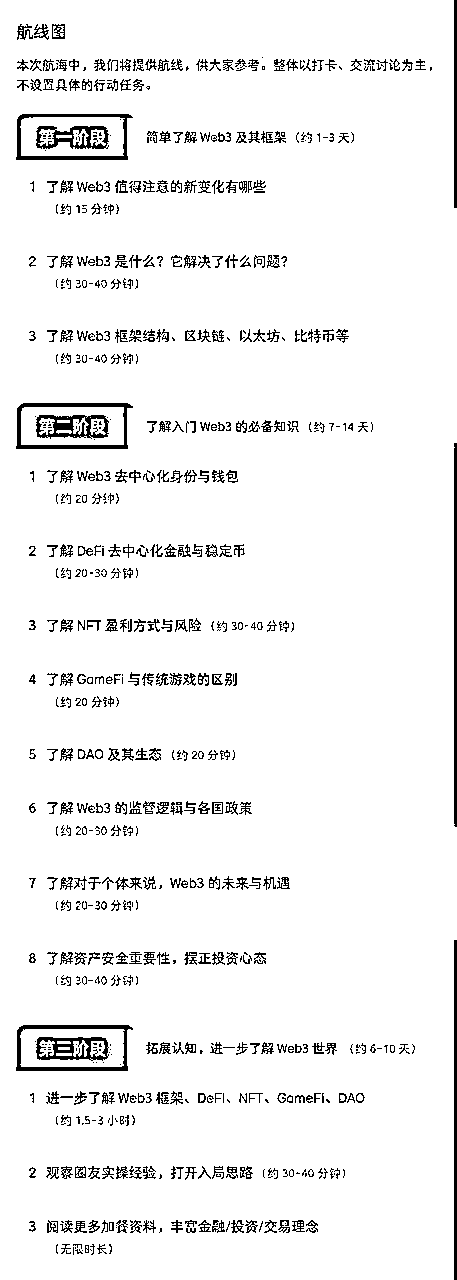 航线图
本次航海中，我们将提供航线，供大家参考。整体以打卡、交流讨论为主，
不设置具体的行动任务。
第一阶段 简单了解 Web3 及其框架（约 1-3 天）
1 了解 Web3 值得注意的新变化有哪些
（约 15 分钟）
2 了解 Web3 是什么？它解决了什么问题？
（约 30-40 分钟）
3 了解 Web3 框架结构、区块链、以太坊、比特币等
（约 30-40 分钟）
第二阶段 了解入门 Web3 的必备知识（约 7-14 天）
1 了解 Web3 去中心化身份与钱包
（约 20 分钟）
2 了解 DeFi 去中心化金融与稳定币
（约 20-30 分钟）
3 了解 NFT 盈利方式与风险（约 30-40 分钟）
4 了解 GameFi 与传统游戏的区别
（约 20 分钟）
5 了解 DAO 及其生态（约 20 分钟）
6 了解 Web3 的监管逻辑与各国政策
（约 20-30 分钟）
7 了解对于个体来说，Web3 的未来与机遇
（约 20-30 分钟）
8 了解资产安全重要性，摆正投资心态
（约 30-40 分钟）
第三阶段 拓展认知，进一步了解 Web3 世界（约 6-10 天）
1 进一步了解 Web3 框架、DeFi、NFT、GameFi、DAO
（约 1.5-3 小时）
2 观察圈友实操经验，打开入局思路（约 30-40 分钟）
3 阅读更多加餐资料，丰富金融/投资/交易理念
（无限时长）